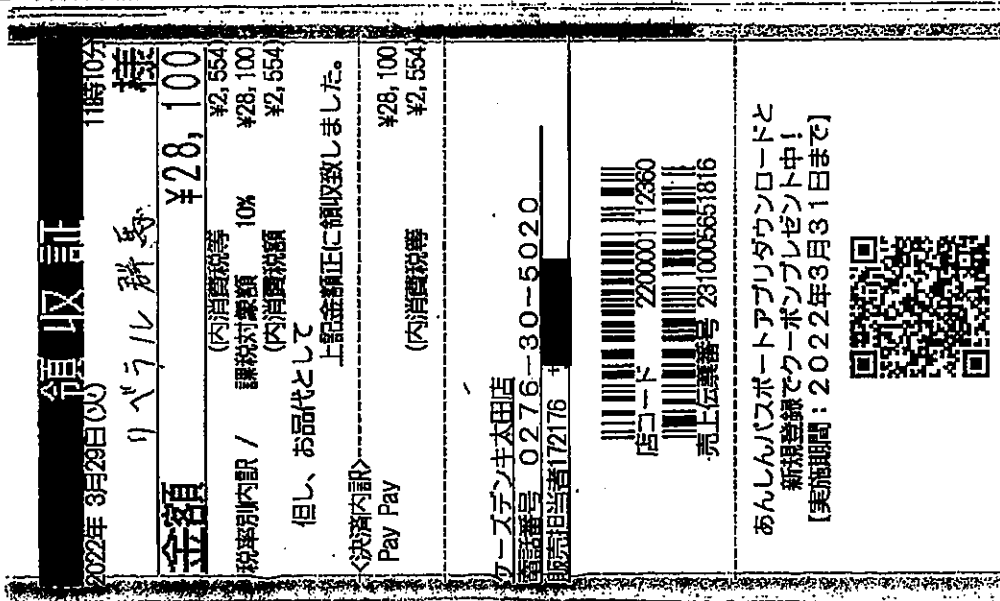 領収証
2022年 3月29日(火) 11時10分
リベラル群馬 様
金額 ¥28,100
(内消費税等 ¥2,554
税率別内訳 / 課税対象額 10% ¥28,100
(内消費税額 ¥2,554
但し、お品代として
上記金額正に領収致しました。
<決済内訳>
Pay Pay ¥28,100
(内消費税等 ¥2,554
ケーズデンキ太田店
電話番号 0276-30-5020
販売担当者172176
店コード 2200001112360
売上伝票番号 2310005651816
あんしんパスポートアプリダウンロードと
新規登録でクーポンプレゼント中!
【実施期間:2022年3月31日まで】